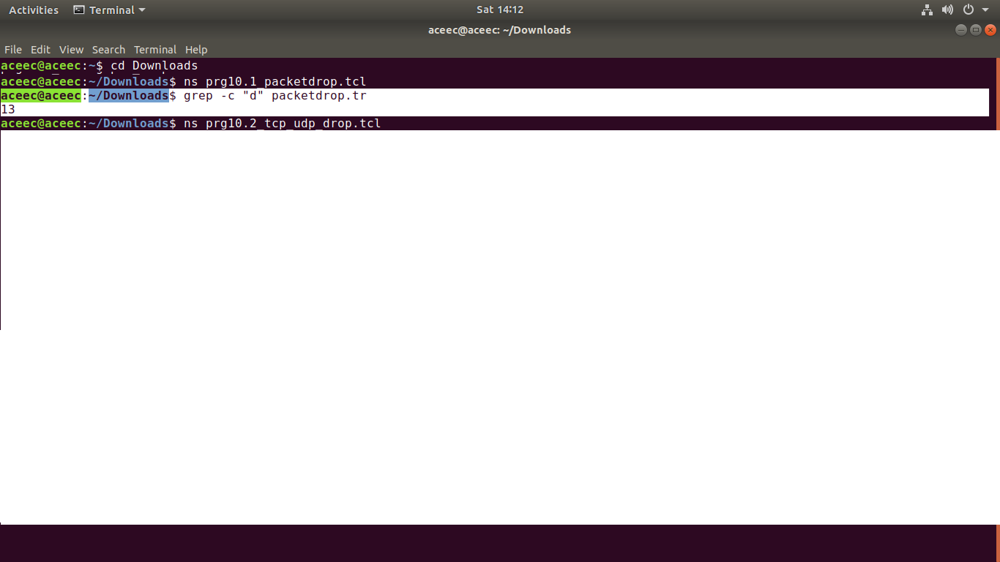 Activities Terminal Sat 14:12
aceec@aceec: ~/Downloads
File Edit View Search Terminal Help
aceec@aceec:~$ cd Downloads
aceec@aceec:~/Downloads$ ns prg10.1_packetdrop.tcl
aceec@aceec:~/Downloads$ grep -c "d" packetdrop.tr
13
aceec@aceec:~/Downloads$ ns prg10.2_tcp_udp_drop.tcl